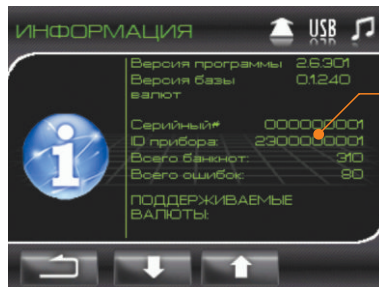 ИНФОРМАЦИЯ
USB
Версия программы 2.6.301
Версия базы 0.1.240
валют
Серийный# 000000001
ID прибора: 2300000001
Всего банкнот: 310
Всего ошибок: 80
ПОДДЕРЖИВАЕМЫЕ
ВАЛЮТЫ: